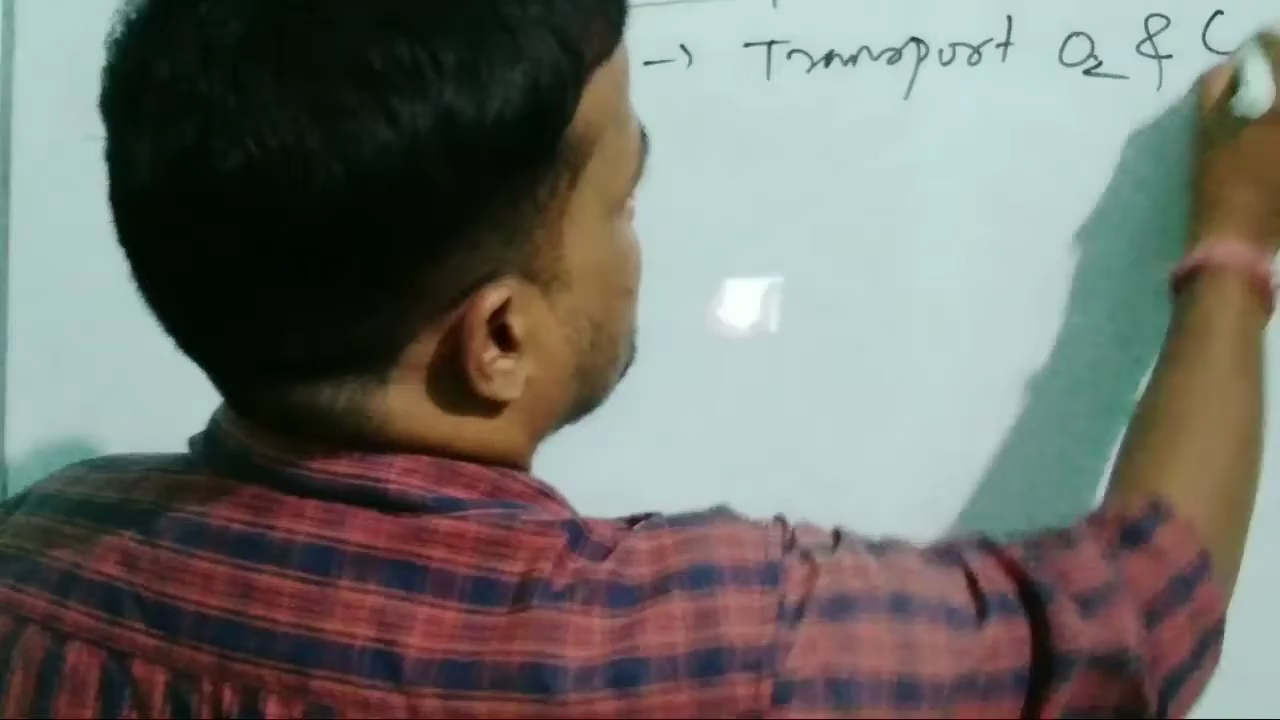 → Transport O₂ & C